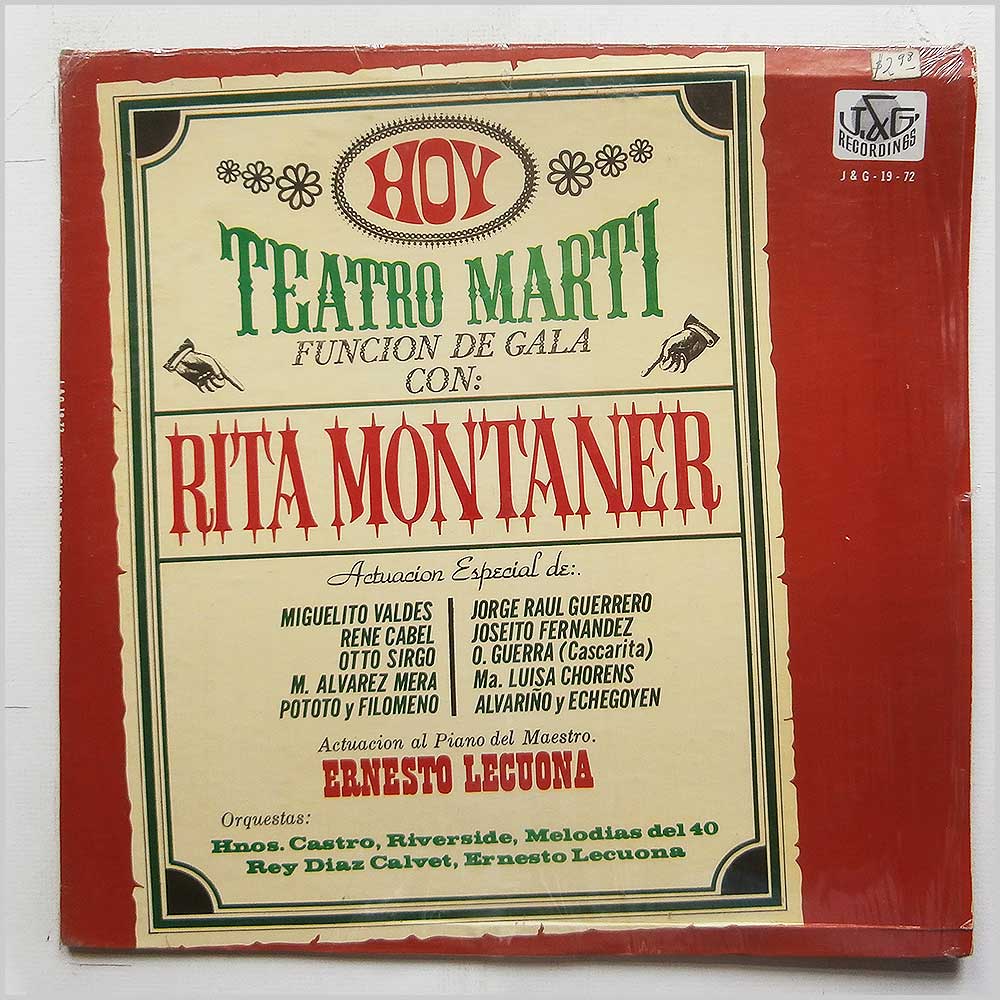 $2.98
J&G
RECORDINGS
J & G - 19 - 72
HOY
TEATRO MARTI
FUNCION DE GALA
CON:
RITA MONTANER
Actuacion Especial de:.
MIGUELITO VALDES
RENE CABEL
OTTO SIRGO
M. ALVAREZ MERA
POTOTO y FILOMENO
JORGE RAUL GUERRERO
JOSEITO FERNANDEZ
O. GUERRA (Cascarita)
Ma. LUISA CHORENS
ALVARIÑO y ECHEGOYEN
Actuacion al Piano del Maestro.
ERNESTO LECUONA
Orquestas:
Hnos. Castro, Riverside, Melodias del 40
Rey Diaz Calvet, Ernesto Lecuona